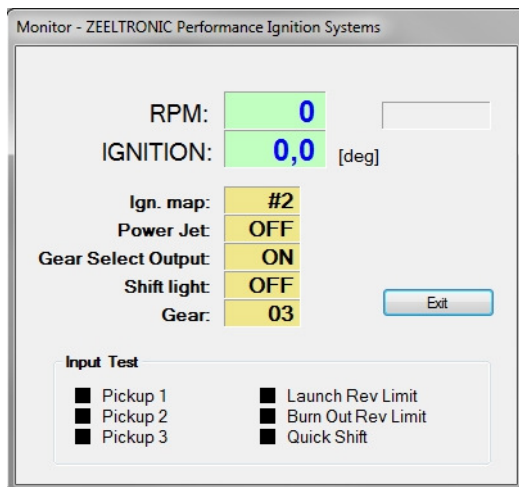 Monitor - ZEELTRONIC Performance Ignition Systems
RPM: 0
IGNITION: 0,0 [deg]
Ign. map: #2
Power Jet: OFF
Gear Select Output: ON
Shift light: OFF
Exit
Gear: 03
Input Test
Pickup 1 Launch Rev Limit
Pickup 2 Burn Out Rev Limit
Pickup 3 Quick Shift